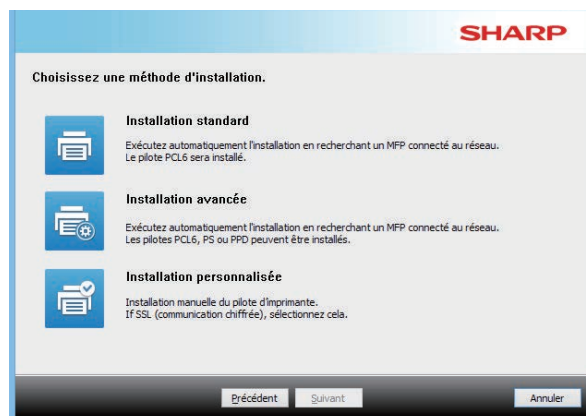 SHARP
Choisissez une méthode d'installation.
Installation standard
Exécutez automatiquement l'installation en recherchant un MFP connecté au réseau.
Le pilote PCL6 sera installé.
Installation avancée
Exécutez automatiquement l'installation en recherchant un MFP connecté au réseau.
Les pilotes PCL6, PS ou PPD peuvent être installés.
Installation personnalisée
Installation manuelle du pilote d'imprimante.
If SSL (communication chiffrée), sélectionnez cela.
Précédent Suivant Annuler